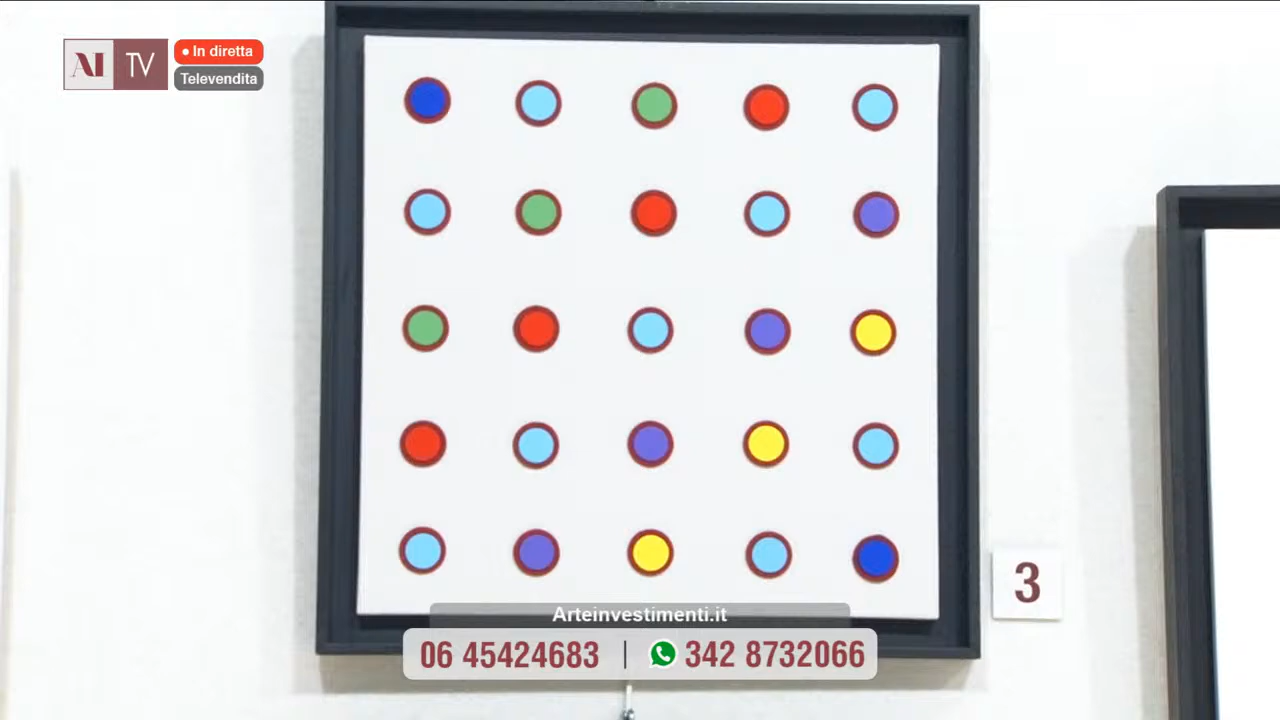 AI TV
In diretta
Televendita
3
Arteinvestimenti.it
06 45424683 | 342 8732066